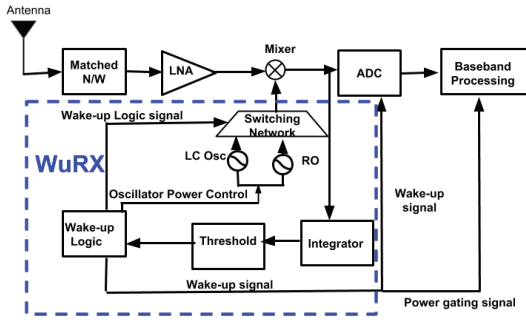 Antenna
Mixer
Matched
N/W
LNA
ADC
Baseband
Processing
Wake-up Logic signal
Switching
Network
WuRX
LC Osc
RO
Oscillator Power Control
Wake-up
signal
Wake-up
Logic
Threshold
Integrator
Wake-up signal
Power gating signal